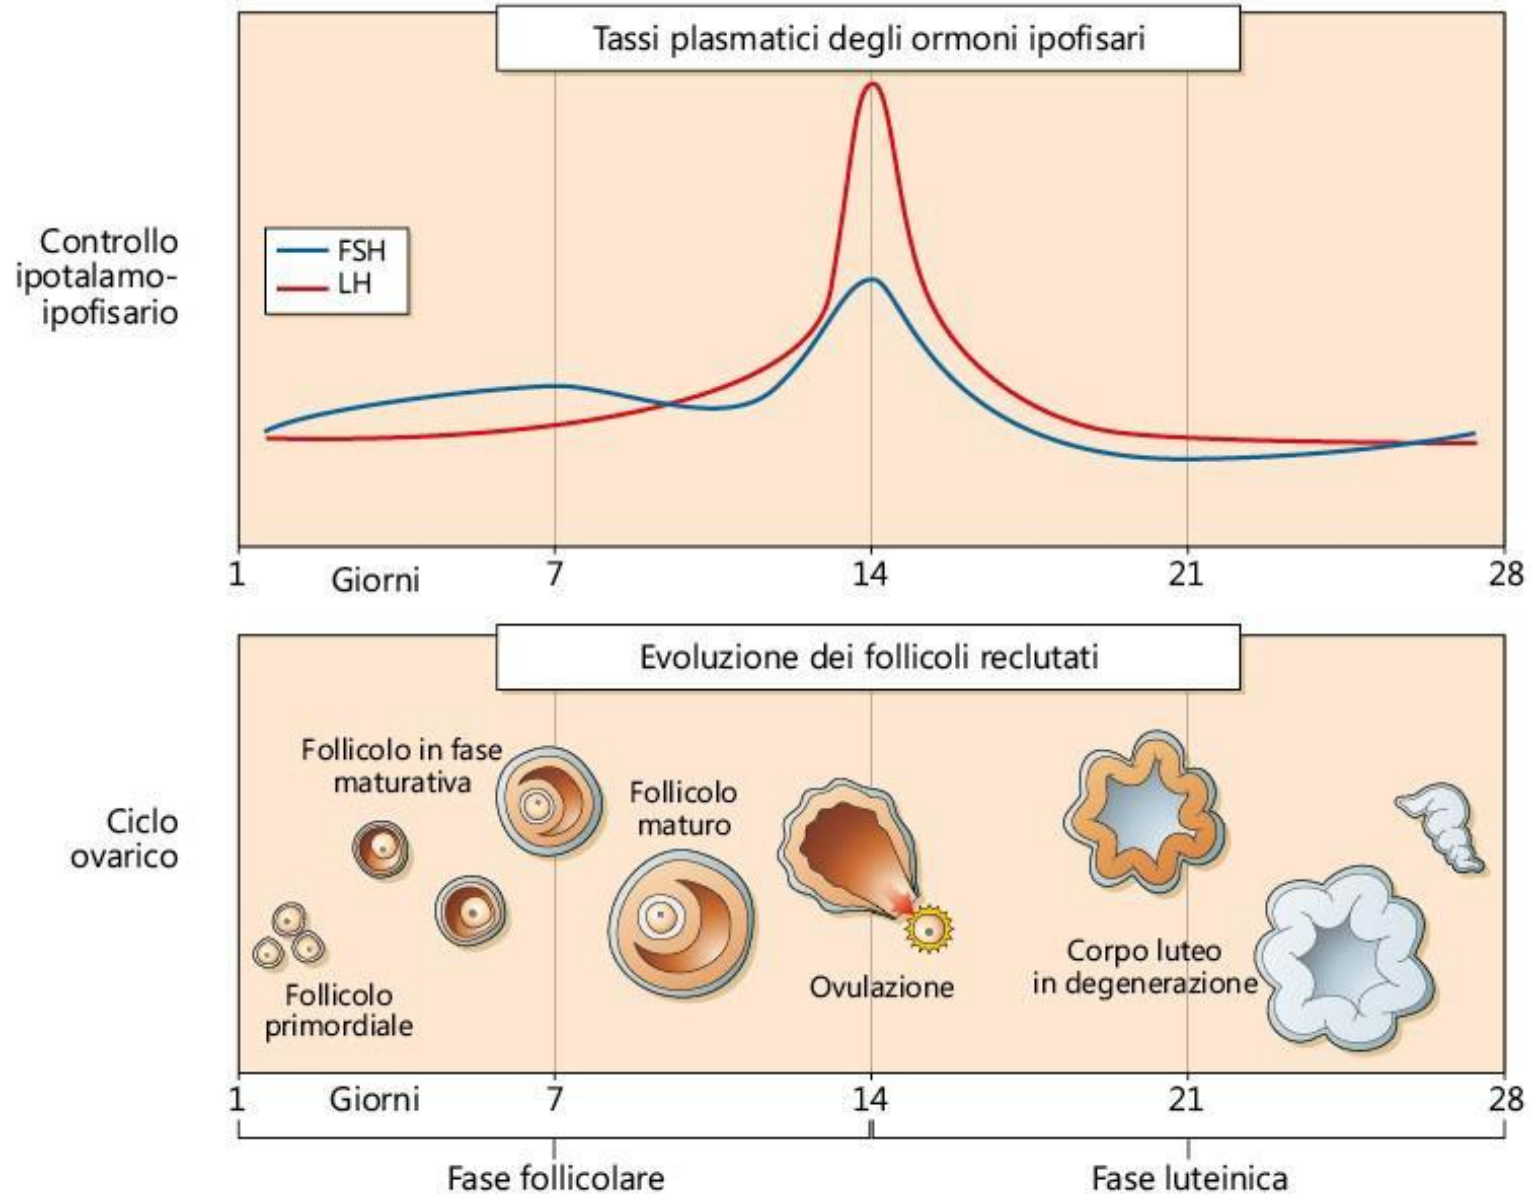 Tassi plasmatici degli ormoni ipofisari
Controllo
ipotalamo-
ipofisario
FSH
LH
1 Giorni 7 14 21 28
Evoluzione dei follicoli reclutati
Ciclo
ovarico
Follicolo in fase
maturativa
Follicolo
maturo
Follicolo
primordiale
Ovulazione
Corpo luteo
in degenerazione
1 Giorni 7 14 21 28
Fase follicolare
Fase luteinica